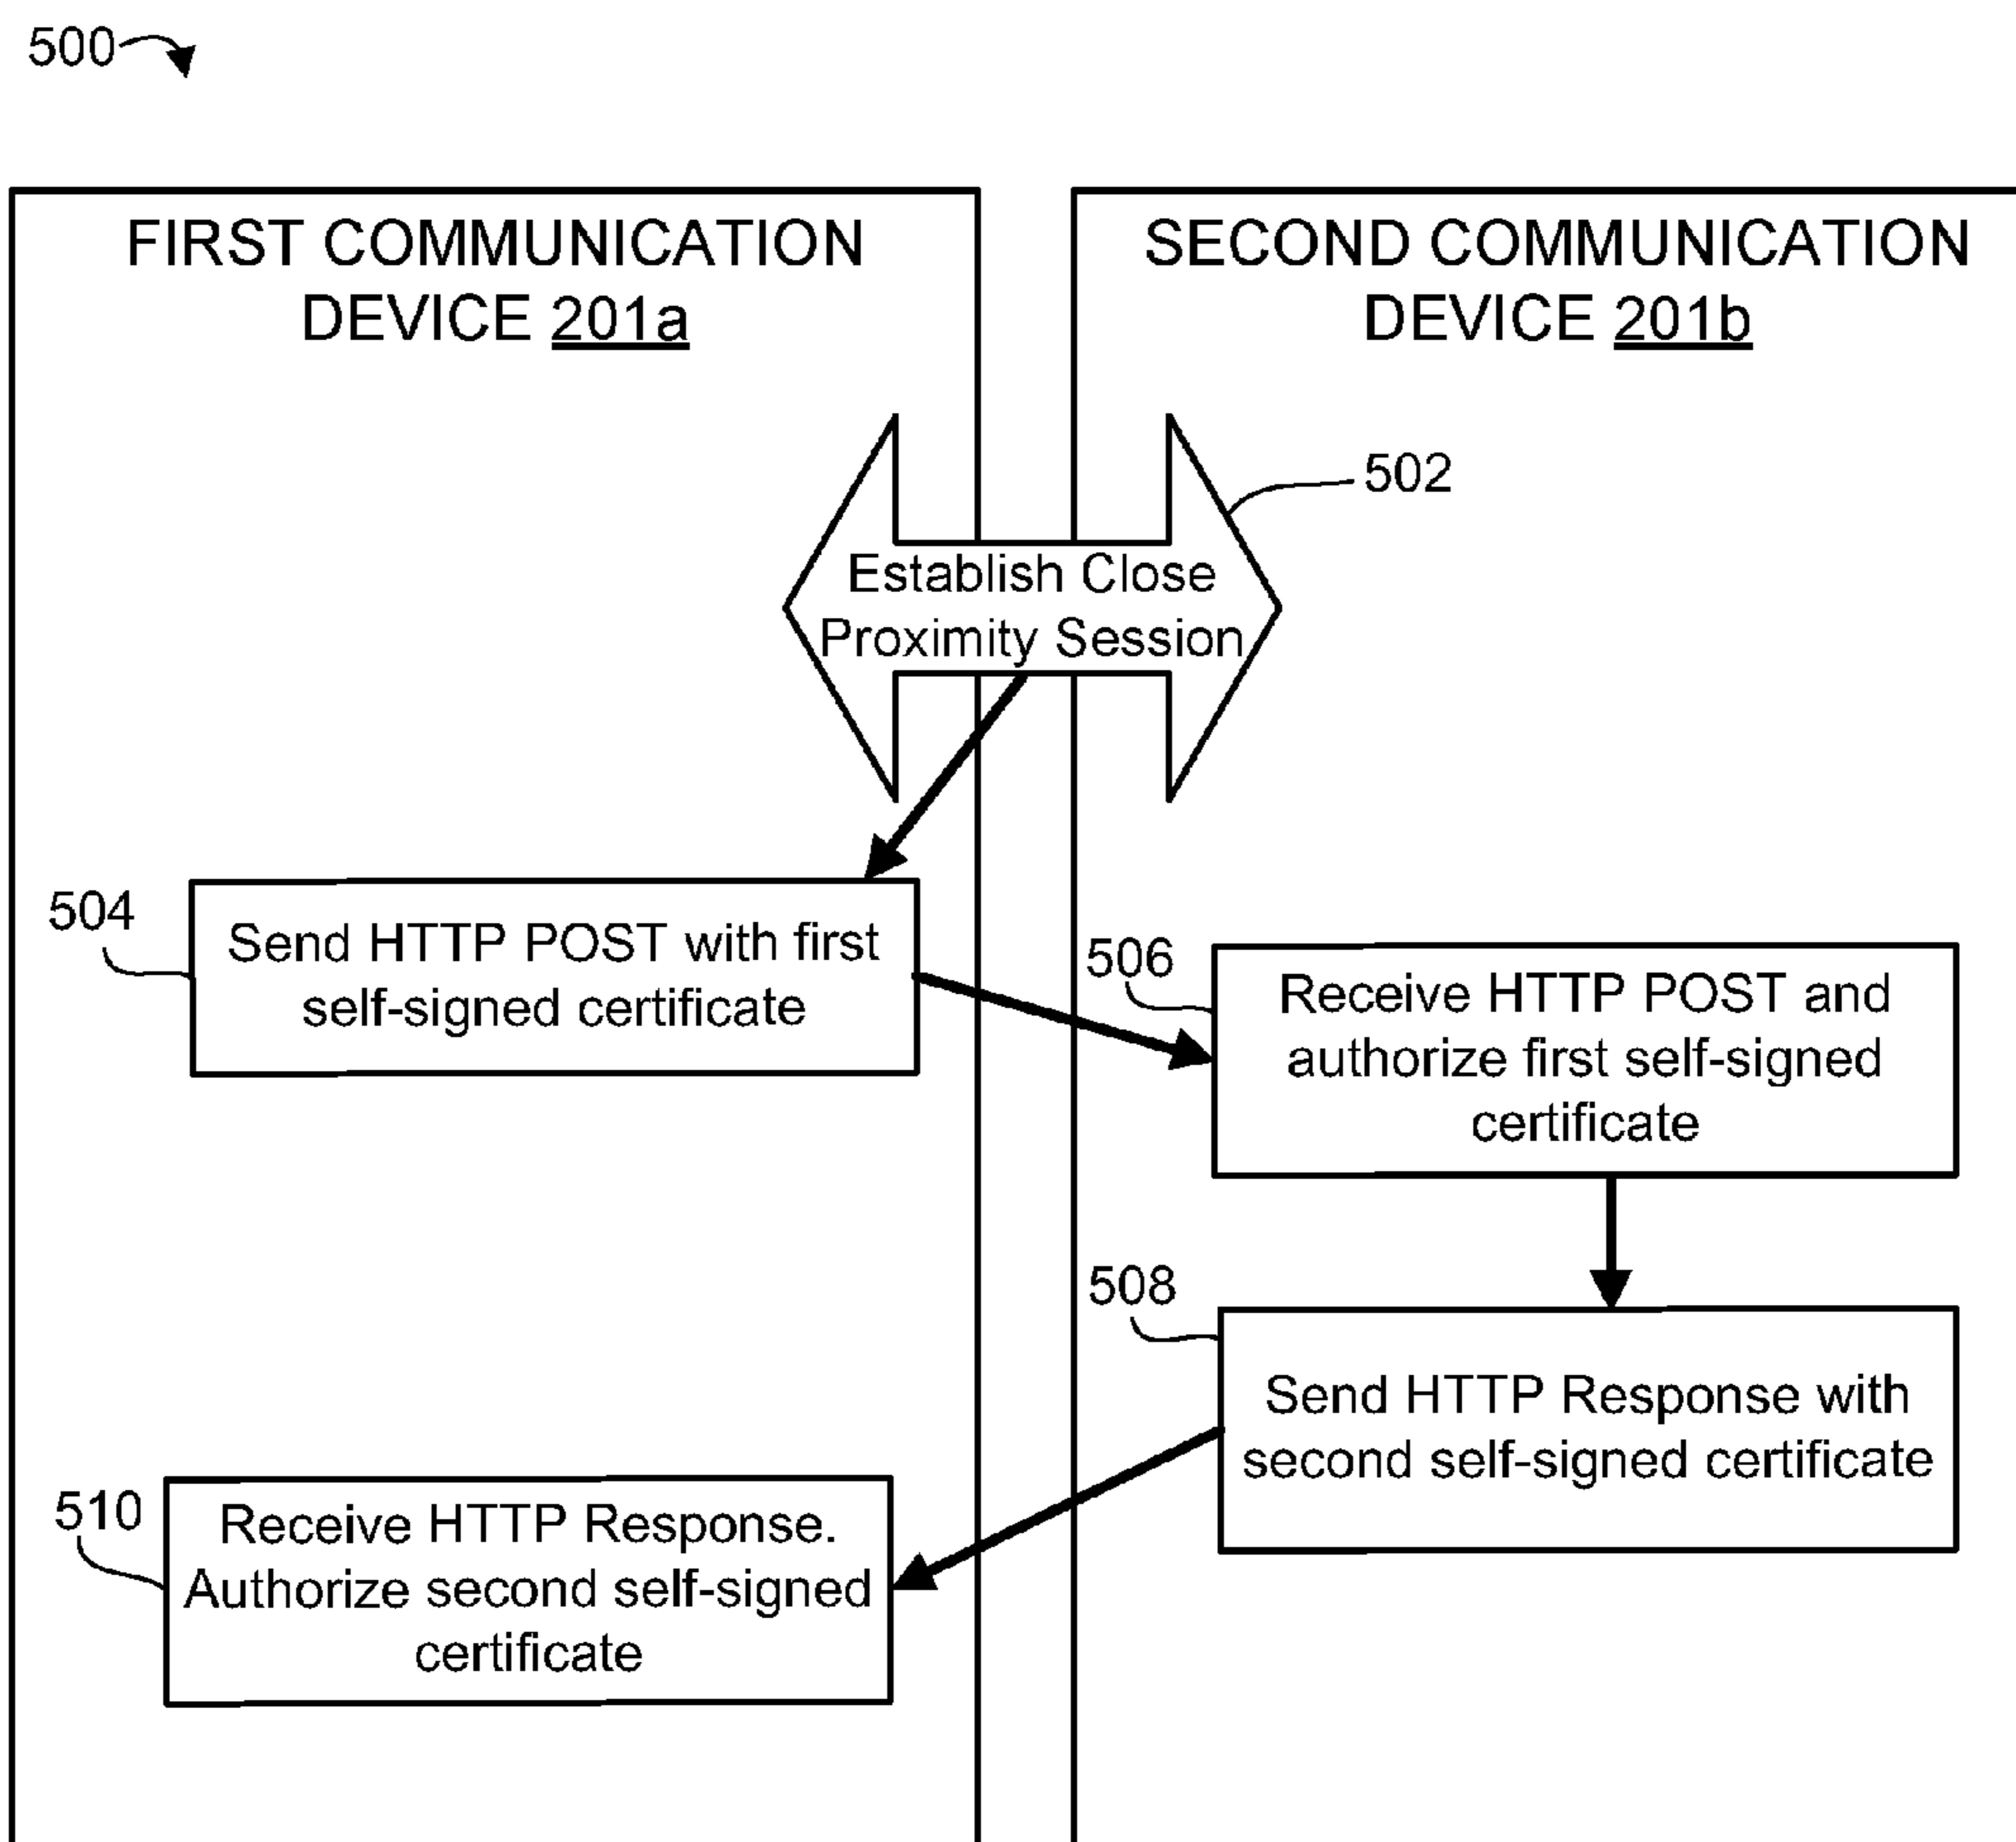 500
FIRST COMMUNICATION
DEVICE 201a
SECOND COMMUNICATION
DEVICE 201b
502
Establish Close
Proximity Session
504
Send HTTP POST with first
self-signed certificate
506
Receive HTTP POST and
authorize first self-signed
certificate
508
Send HTTP Response with
second self-signed certificate
510
Receive HTTP Response.
Authorize second self-signed
certificate